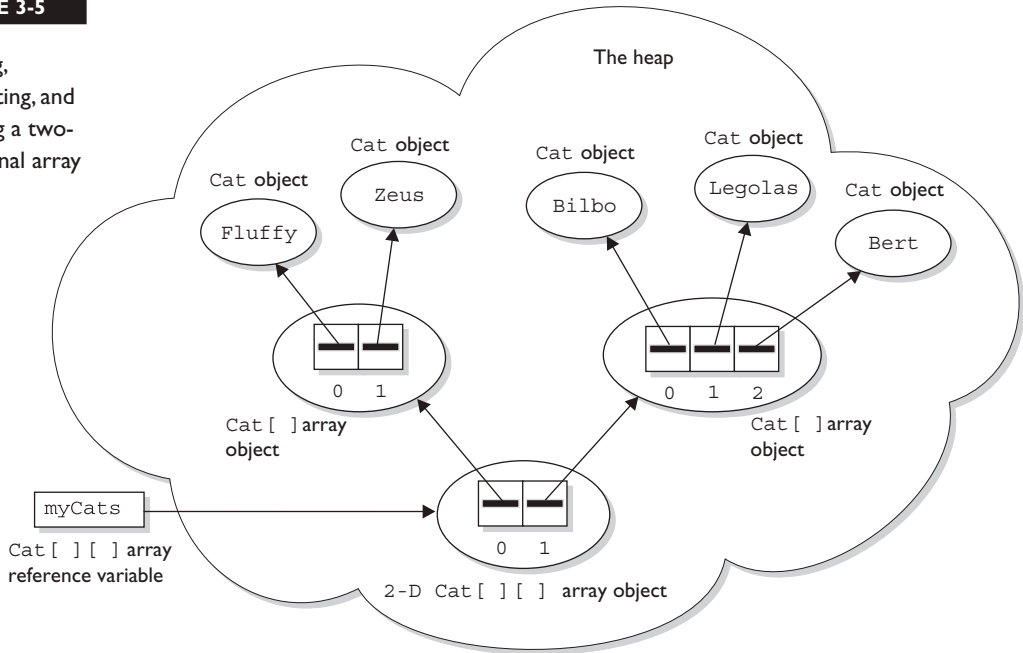 3-5
and
a two-
array
The heap
Cat object
Cat object
Cat object
Cat object
Cat object
Fluffy
Zeus
Bilbo
Legolas
Bert
0 1
0 1 2
Cat[ ] array
object
Cat[ ] array
object
myCats
Cat[ ][ ] array
reference variable
0 1
2-D Cat[ ][ ] array object